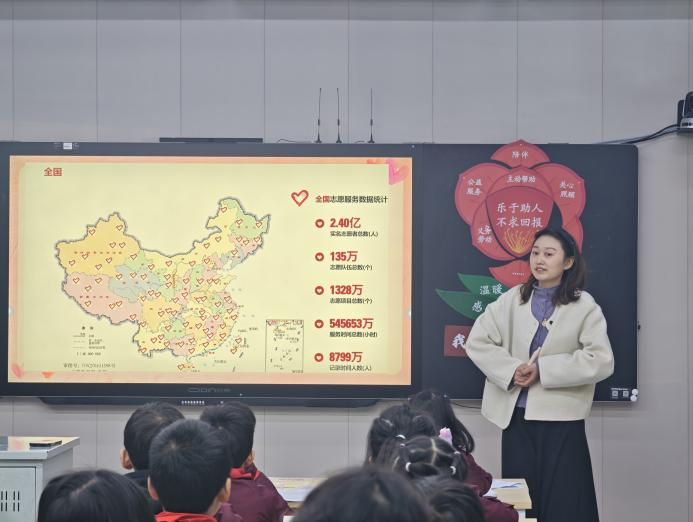 全国
全国志愿服务数据统计
2.40亿
实名志愿者总数(人)
135万
志愿队伍总数(个)
1328万
志愿项目总数(个)
545653万
服务时间总数(小时)
8799万
记录时间人数(人)
陪伴
公益
服务
主动帮助
关心
照顾
乐于助人
不求回报
义务
劳动
温暖
感
我